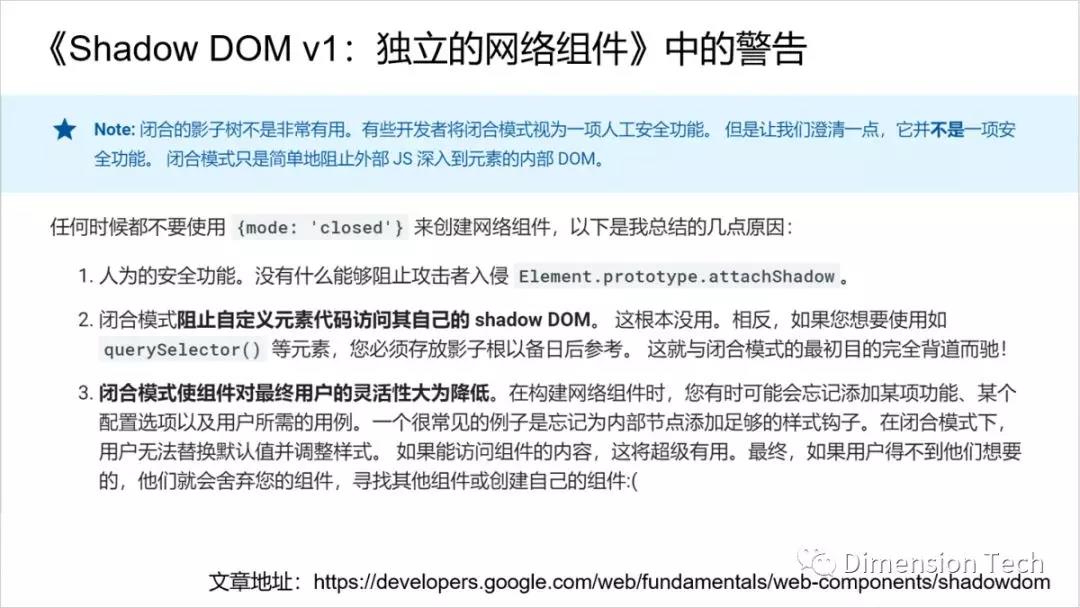 《Shadow DOM v1：独立的网络组件》中的警告
Note: 闭合的影子树不是非常有用。有些开发者将闭合模式视为一项人工安全功能。 但是让我们澄清一点，它并不是一项安
全功能。 闭合模式只是简单地阻止外部 JS 深入到元素的内部 DOM。
任何时候都不要使用 {mode: 'closed'} 来创建网络组件，以下是我总结的几点原因：
1. 人为的安全功能。没有什么能够阻止攻击者入侵 Element.prototype.attachShadow 。
2. 闭合模式阻止自定义元素代码访问其自己的 shadow DOM。 这根本没用。相反，如果您想要使用如
querySelector() 等元素，您必须存放影子根以备日后参考。 这就与闭合模式的最初目的完全背道而驰！
3. 闭合模式使组件对最终用户的灵活性大为降低。在构建网络组件时，您有时可能会忘记添加某项功能、某个
配置选项以及用户所需的用例。一个很常见的例子是忘记为内部节点添加足够的样式钩子。在闭合模式下，
用户无法替换默认值并调整样式。 如果能访问组件的内容，这将超级有用。最终，如果用户得不到他们想要
的，他们就会舍弃您的组件，寻找其他组件或创建自己的组件:(
Dimension Tech
文章地址：https://developers.google.com/web/fundamentals/web-components/shadowdom